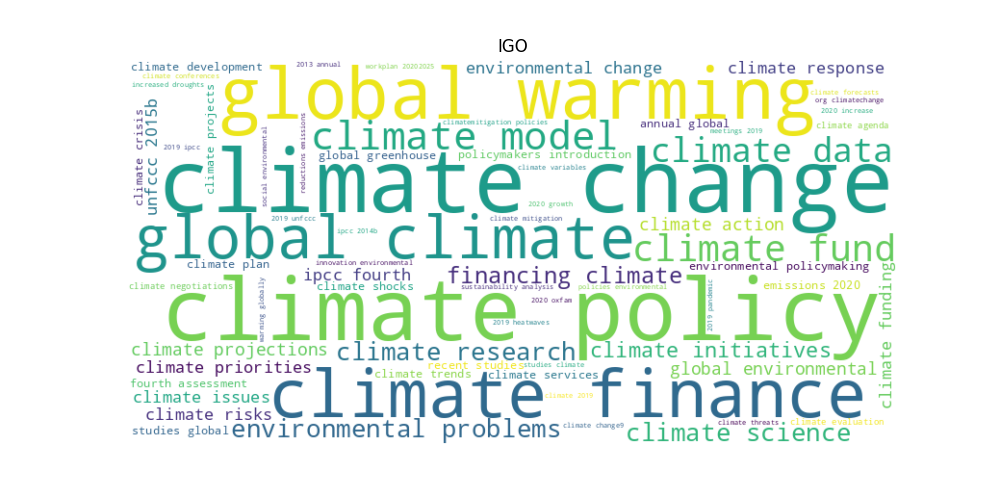 IGO
climate development
2013 annual
workplan 20202025
environmental change
climate response
climate conferences
increased droughts
global warming
climate forecasts
org climatechange
2020 increase
climate crisis
unfccc 2015b
climate projects
social environmental
reductions emissions
climatemitigation policies
annual global
climate agenda
climate model
meetings 2019
2019 ipcc
global greenhouse
policymakers introduction
climate data
climate variables
climate change
2020 growth
2019 unfccc
climate mitigation
ipcc 2014b
global climate
climate action
climate fund
climate plan
innovation environmental
environmental policymaking
ipcc fourth
financing climate
climate negotiations
climate shocks
sustainability analysis
policies environmental
emissions 2020
2020 oxfam
warming globally
2019 pandemic
climate funding
climate policy
2019 heatwaves
climate projections
climate research
climate initiatives
climate priorities
recent studies
studies climate
global environmental
climate trends
climate services
fourth assessment
climate issues
climate finance
climate 2019
climate risks
studies global
environmental problems
climate change9
climate threats
climate evaluation
climate science